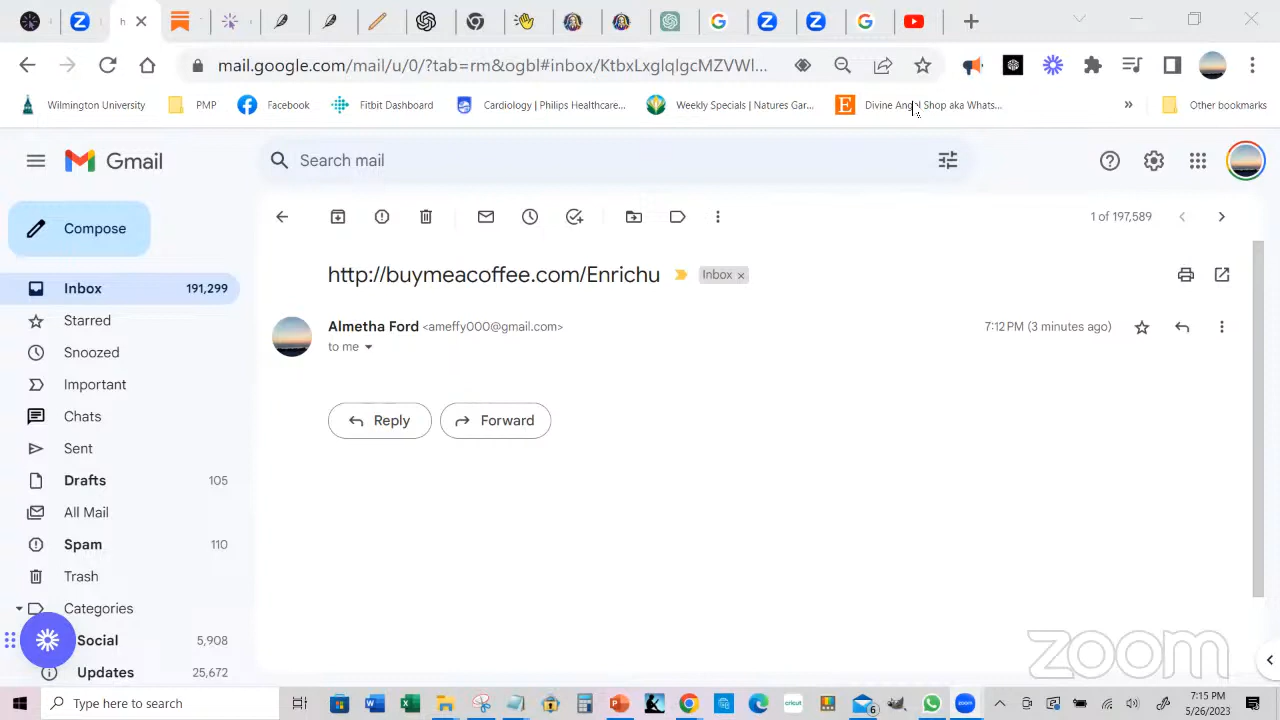 h
mail.google.com/mail/u/0/?tab=rm&ogbl#inbox/KtbxLxglqlgcMZVWl...
Wilmington University
PMP
Facebook
Fitbit Dashboard
Cardiology | Philips Healthcare...
Weekly Specials | Natures Gar...
Divine Angel Shop aka Whats...
»
Other bookmarks
Gmail
Search mail
Compose
1 of 197,589
http://buymeacoffee.com/Enrichu
Inbox x
Inbox 191,299
Almetha Ford <ameffy000@gmail.com>
7:12 PM (3 minutes ago)
to me
Starred
Snoozed
Important
Chats
Reply
Forward
Sent
Drafts 105
All Mail
Spam 110
Trash
Categories
Social 5,908
Updates 25,672
zoom
Type here to search
W
X
P
cricut
6
zoom
7:15 PM
5/26/2023